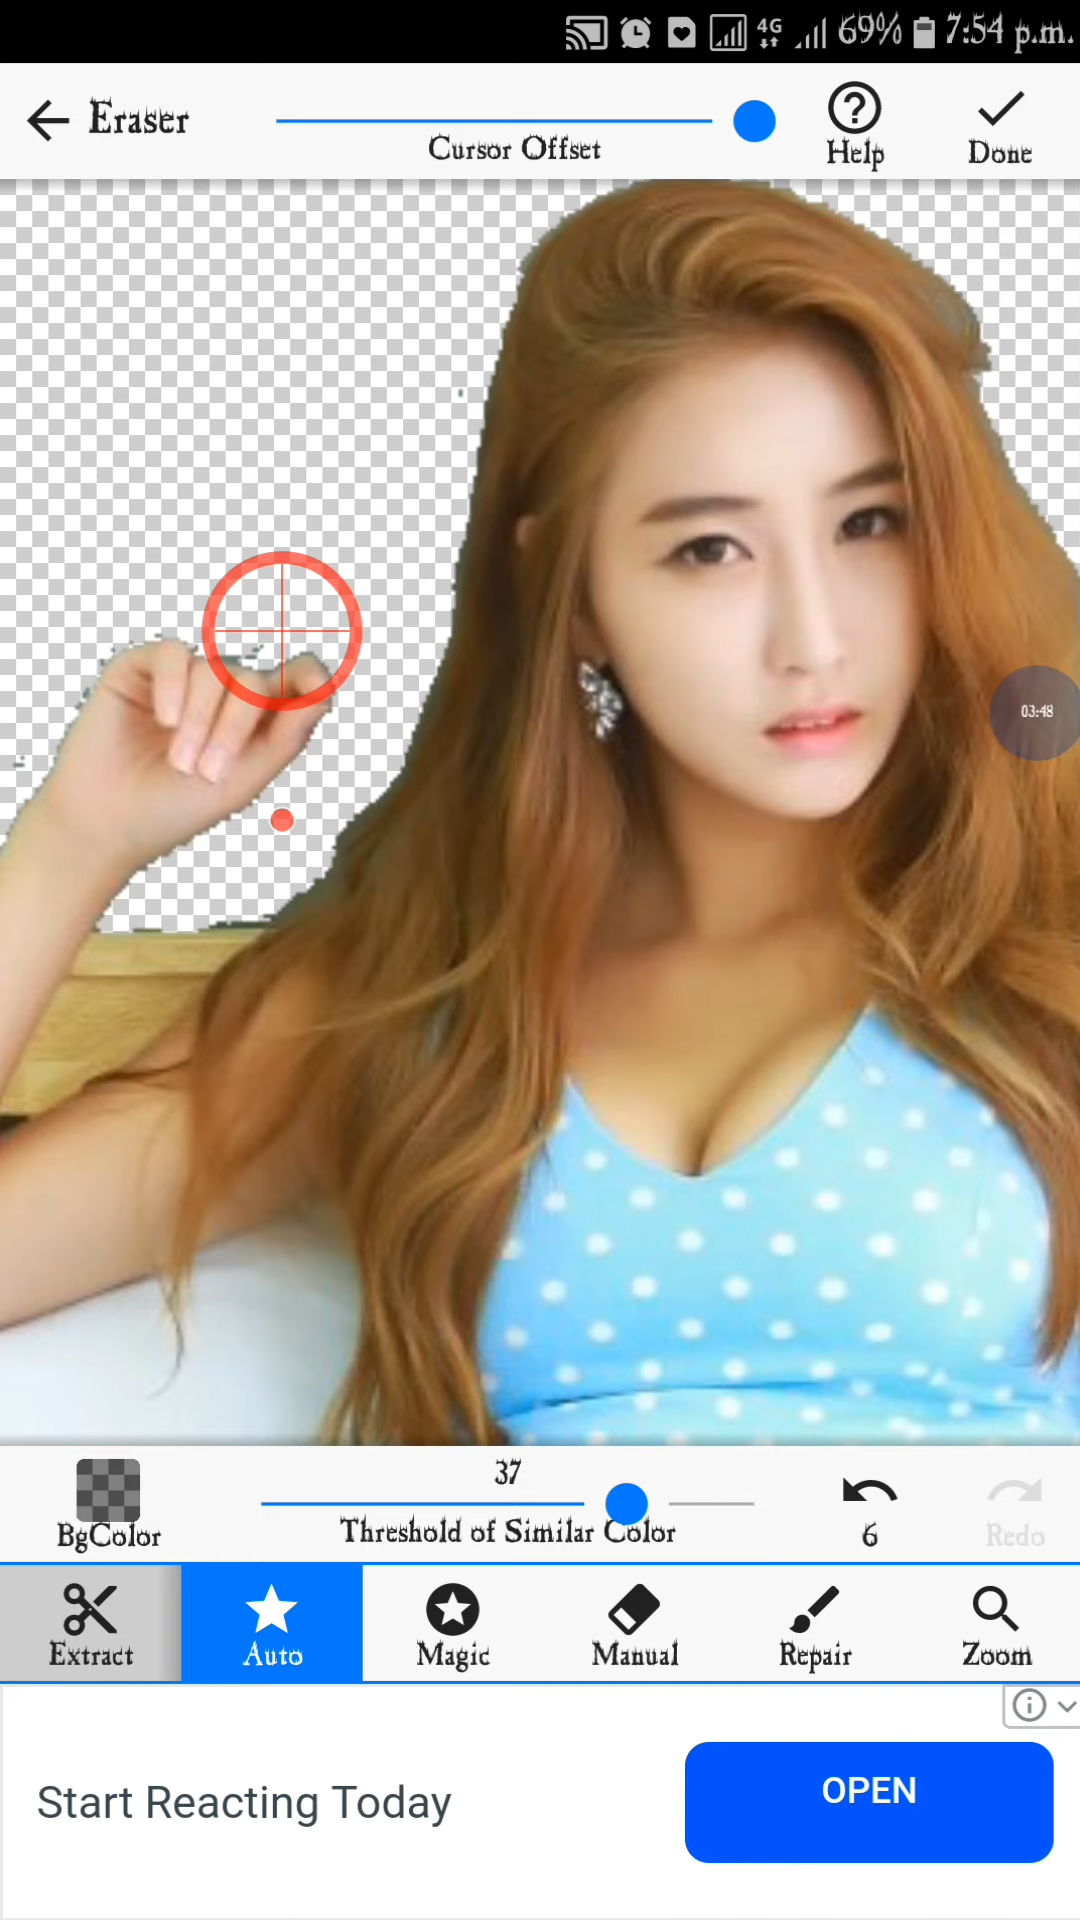 4G 69% 7:54 p.m.
Eraser
Cursor Offset
Help
Done
03:48
37
BgColor
Threshold of Similar Color
6
Redo
Extract
Auto
Magic
Manual
Repair
Zoom
Start Reacting Today
OPEN